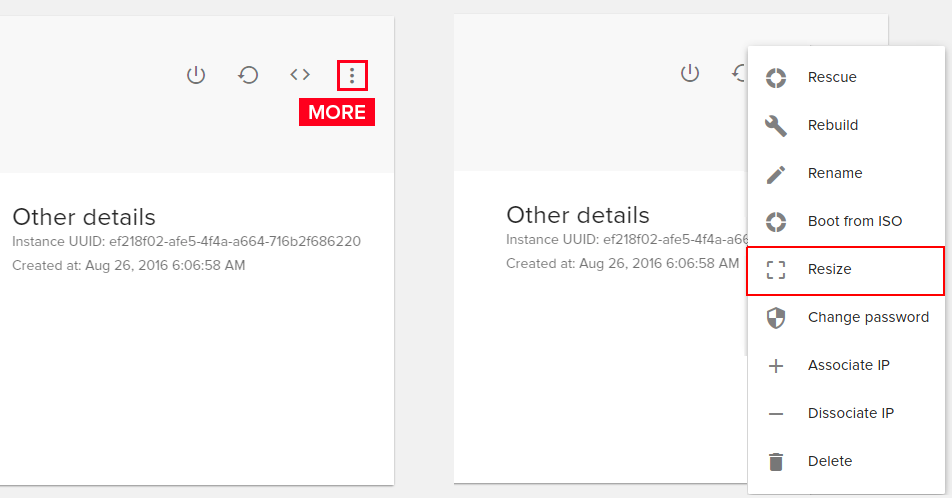 MORE
Other details
Instance UUID: ef218f02-afe5-4f4a-a664-716b2f686220
Created at: Aug 26, 2016 6:06:58 AM
Other details
Instance UUID: ef218f02-afe5-4f4a-a66
Created at: Aug 26, 2016 6:06:58 AM
Rescue
Rebuild
Rename
Boot from ISO
Resize
Change password
Associate IP
Dissociate IP
Delete